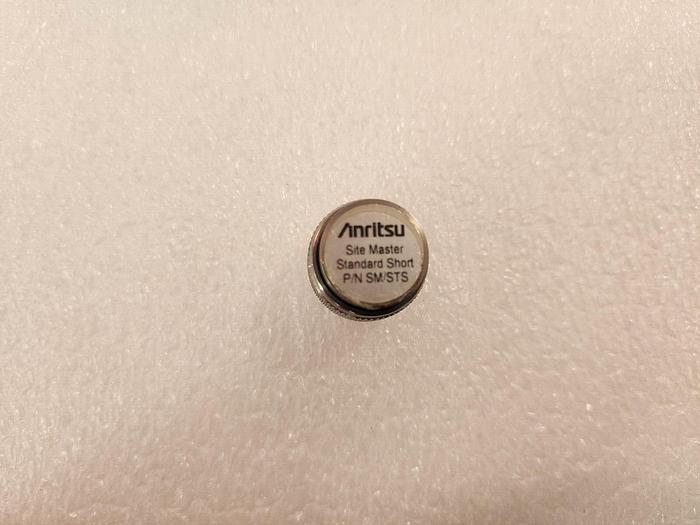 Anritsu
Site Master
Standard Short
P/N SM/STS